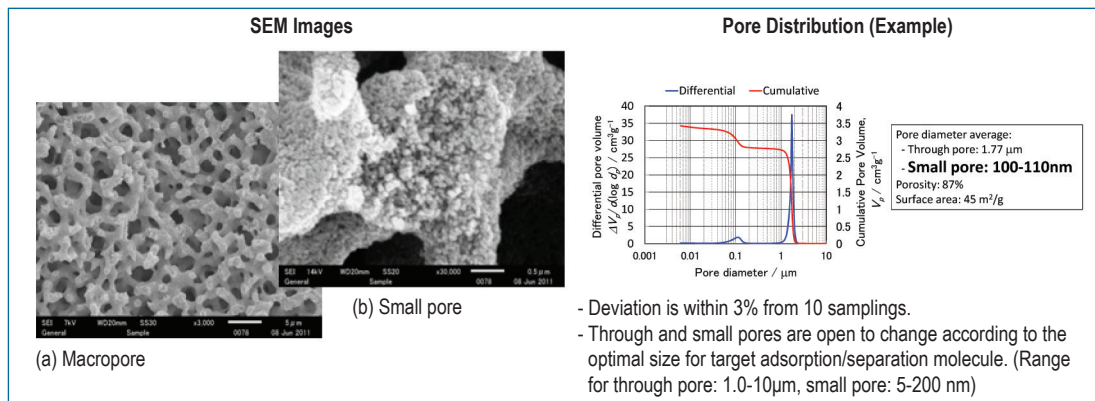 SEM Images
SEI 7kV WD20mm SS30 x3,000 5μm
General Sample 0076 08 Jun 2011
(a) Macropore
SEI 14kV WD20mm SS20 x30,000 0.5μm
General Sample 0076 08 Jun 2011
(b) Small pore
Pore Distribution (Example)
Differential Cumulative
Differential pore volume
ΔVp/d(log dp) / cm³g⁻¹
40
35
30
25
20
15
10
5
0
4
3.5
3
2.5
2
1.5
1
0.5
0
Cumulative Pore Volume,
Vp / cm³g⁻¹
0.001 0.01 0.1 1 10
Pore diameter / μm
Pore diameter average:
- Through pore: 1.77 μm
- Small pore: 100-110nm
Porosity: 87%
Surface area: 45 m²/g
- Deviation is within 3% from 10 samplings.
- Through and small pores are open to change according to the
optimal size for target adsorption/separation molecule. (Range
for through pore: 1.0-10μm, small pore: 5-200 nm)